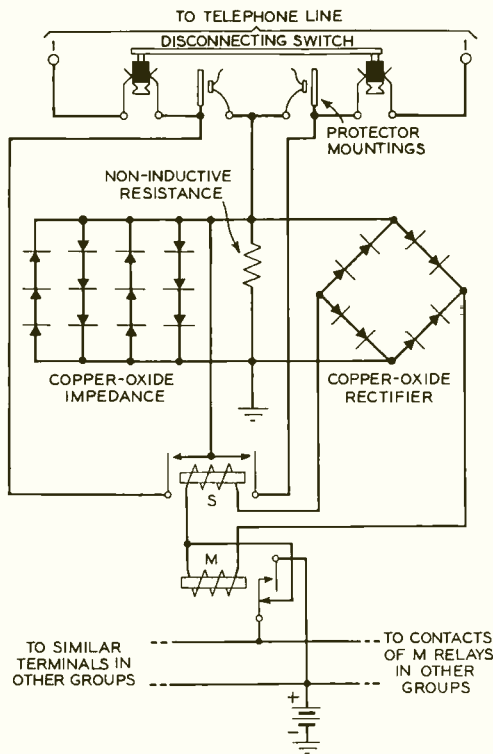 TO TELEPHONE LINE
DISCONNECTING SWITCH
1
1
PROTECTOR
MOUNTINGS
NON-INDUCTIVE
RESISTANCE
COPPER-OXIDE
IMPEDANCE
COPPER-OXIDE
RECTIFIER
S
M
TO SIMILAR
TERMINALS IN
OTHER GROUPS
TO CONTACTS
OF M RELAYS
IN OTHER
GROUPS
+
-